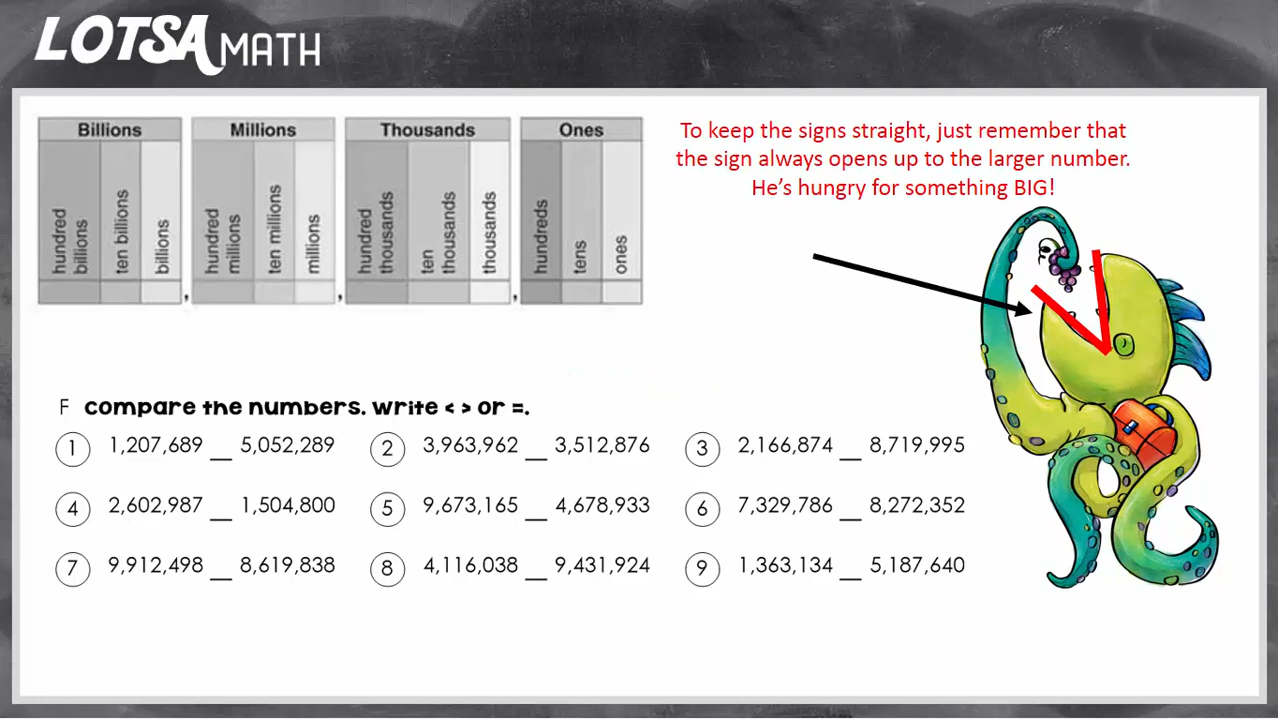 LOTSA MATH
Billions Millions Thousands Ones
hundred billions ten billions billions , hundred millions ten millions millions , hundred thousands ten thousands thousands , hundreds tens ones
To keep the signs straight, just remember that
the sign always opens up to the larger number.
He's hungry for something BIG!
F compare the numbers. Write < > or =.
1 1,207,689 __ 5,052,289 2 3,963,962 __ 3,512,876 3 2,166,874 __ 8,719,995
4 2,602,987 __ 1,504,800 5 9,673,165 __ 4,678,933 6 7,329,786 __ 8,272,352
7 9,912,498 __ 8,619,838 8 4,116,038 __ 9,431,924 9 1,363,134 __ 5,187,640